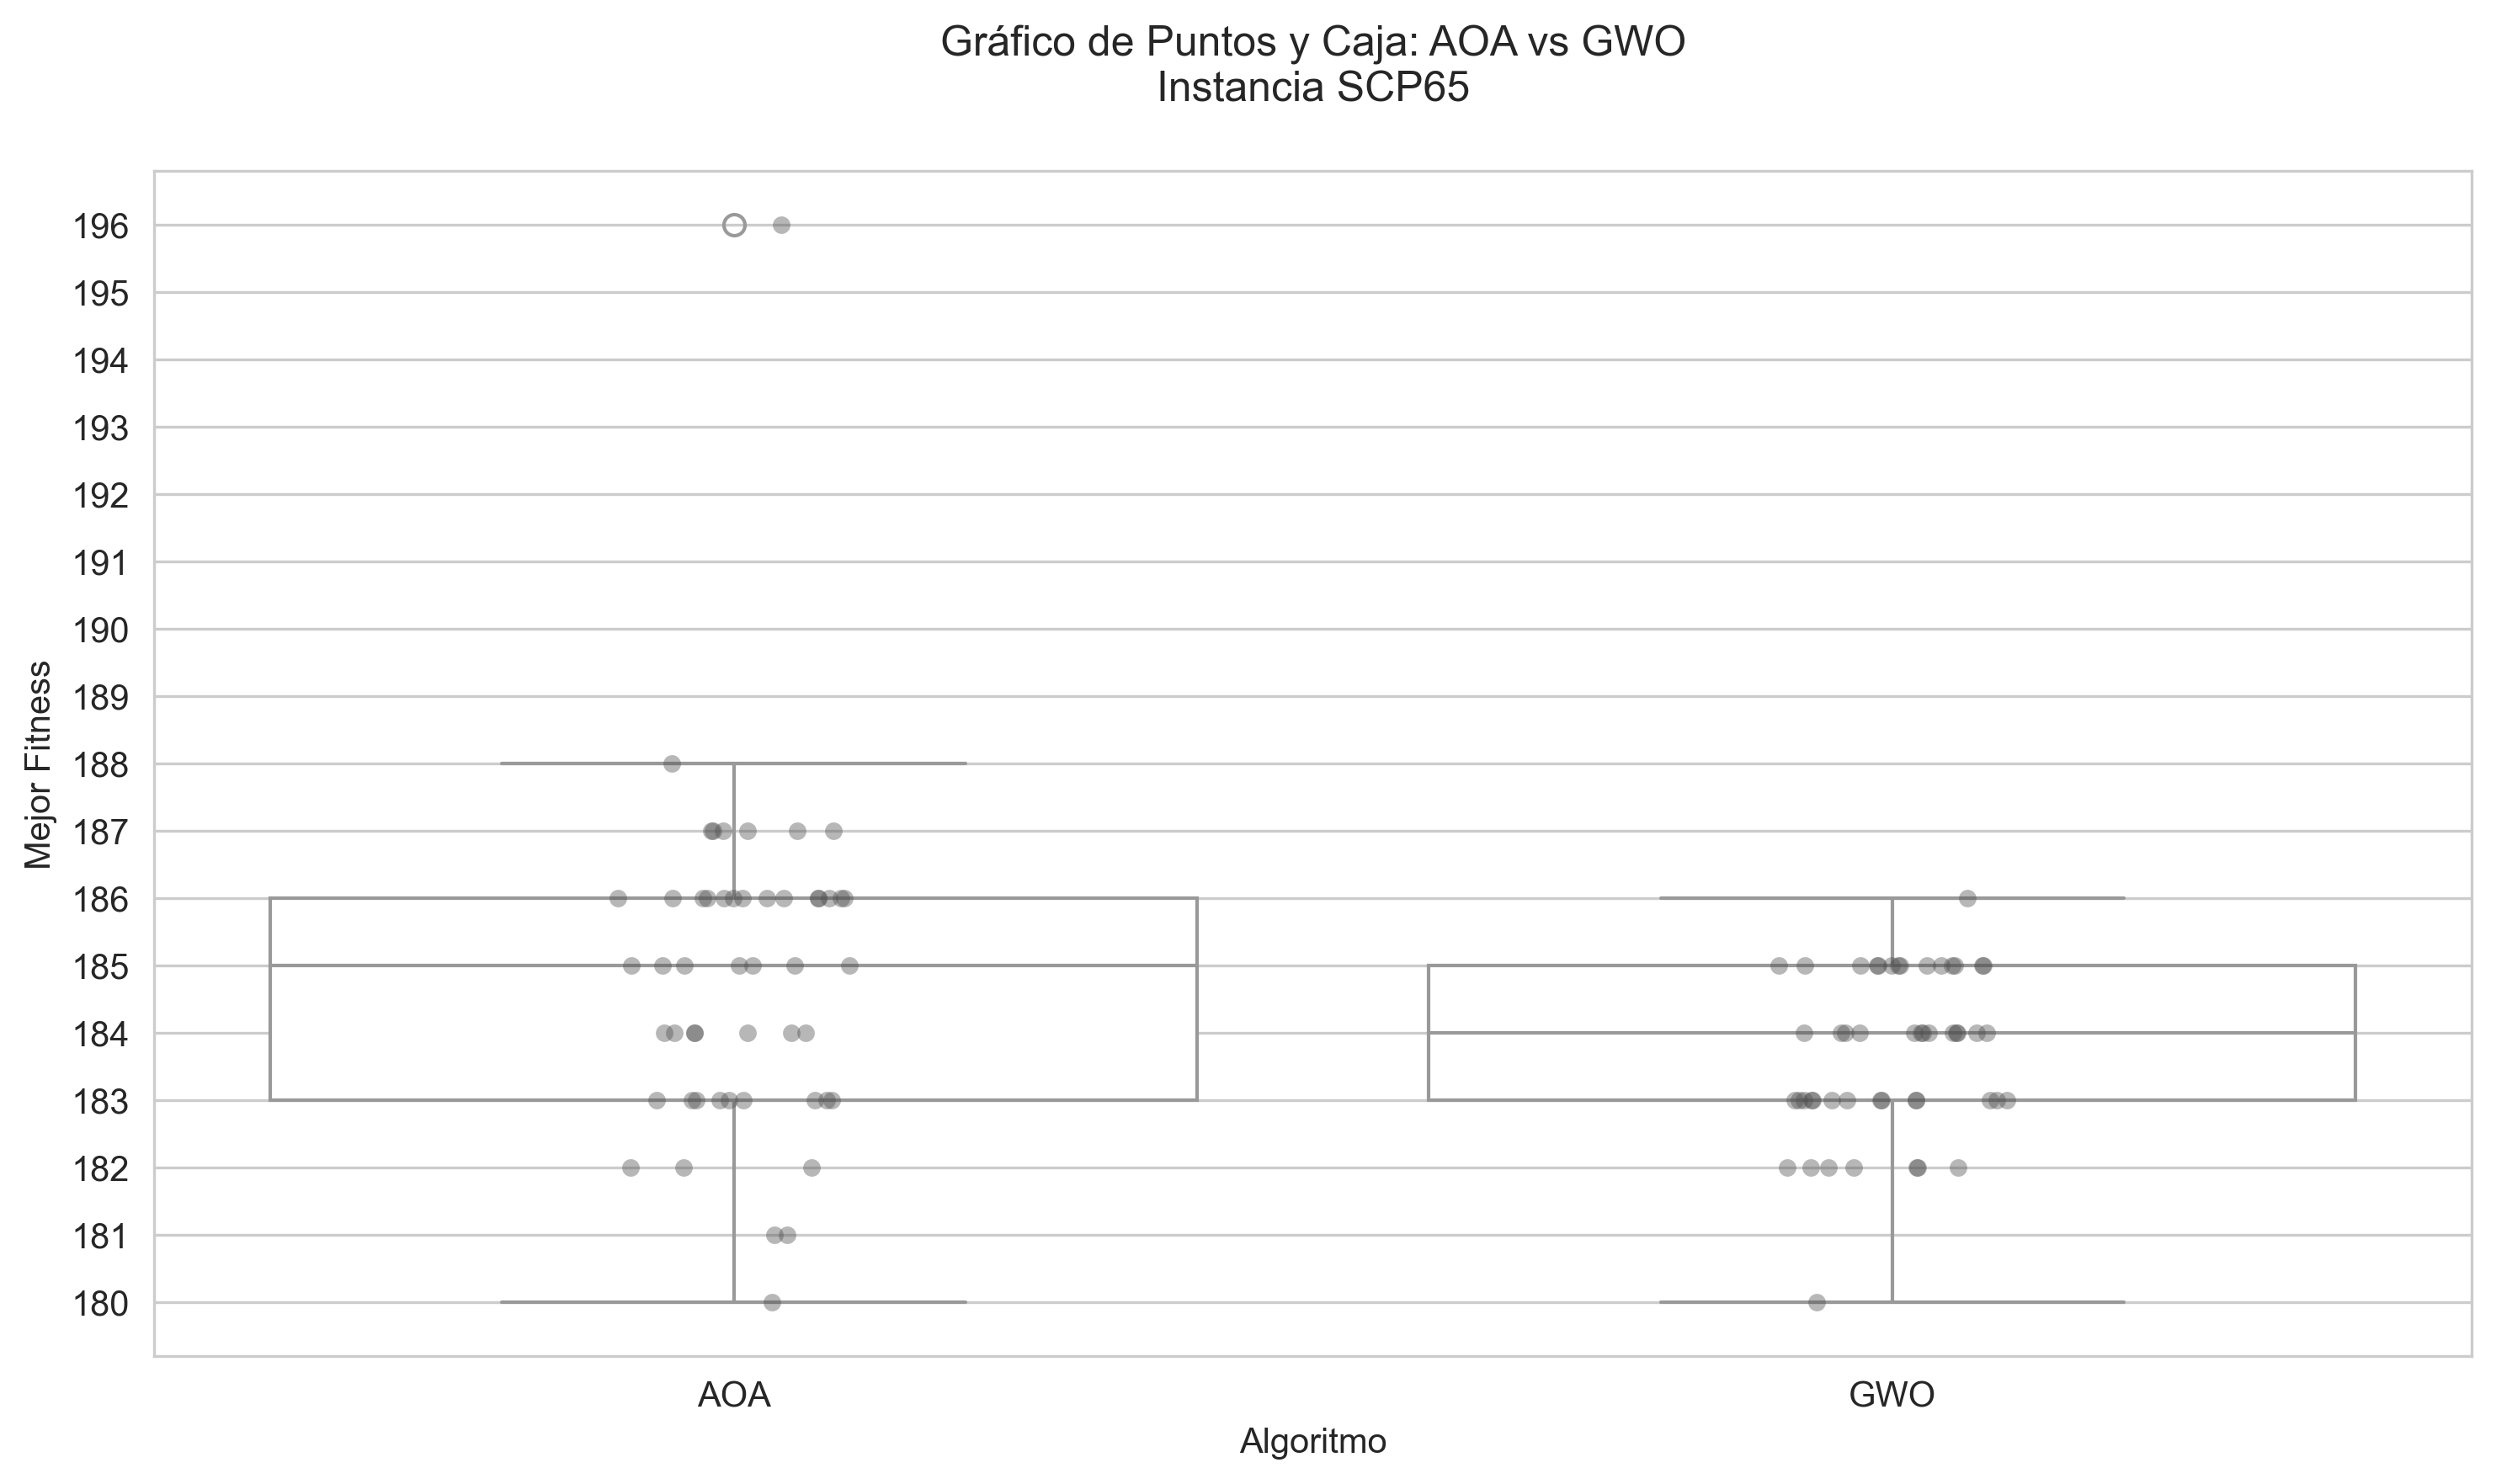 Gráfico de Puntos y Caja: AOA vs GWO
Instancia SCP65
196
195
194
193
192
191
190
189
188
187
186
185
184
183
182
181
180
Mejor Fitness
AOA
GWO
Algoritmo